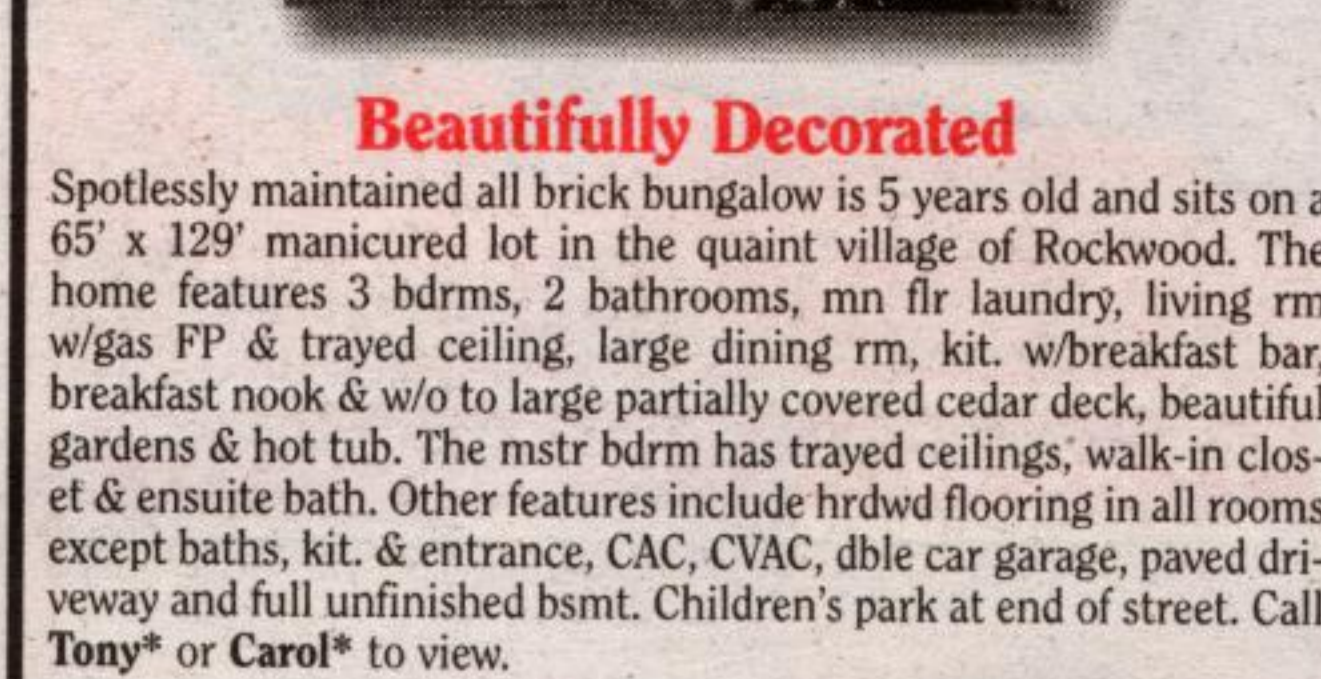 Beautifully Decorated
Spotlessly maintained all brick bungalow is 5 years old and sits on a
65' x 129' manicured lot in the quaint village of Rockwood. The
home features 3 bdrms, 2 bathrooms, mn flr laundry, living rm
w/gas FP & trayed ceiling, large dining rm, kit. w/breakfast bar,
breakfast nook & w/o to large partially covered cedar deck, beautiful
gardens & hot tub. The mstr bdrm has trayed ceilings, walk-in clos-
et & ensuite bath. Other features include hrdwd flooring in all rooms
except baths, kit. & entrance, CAC, CVAC, dble car garage, paved dri-
veway and full unfinished bsmt. Children's park at end of street. Call
Tony* or Carol* to view.